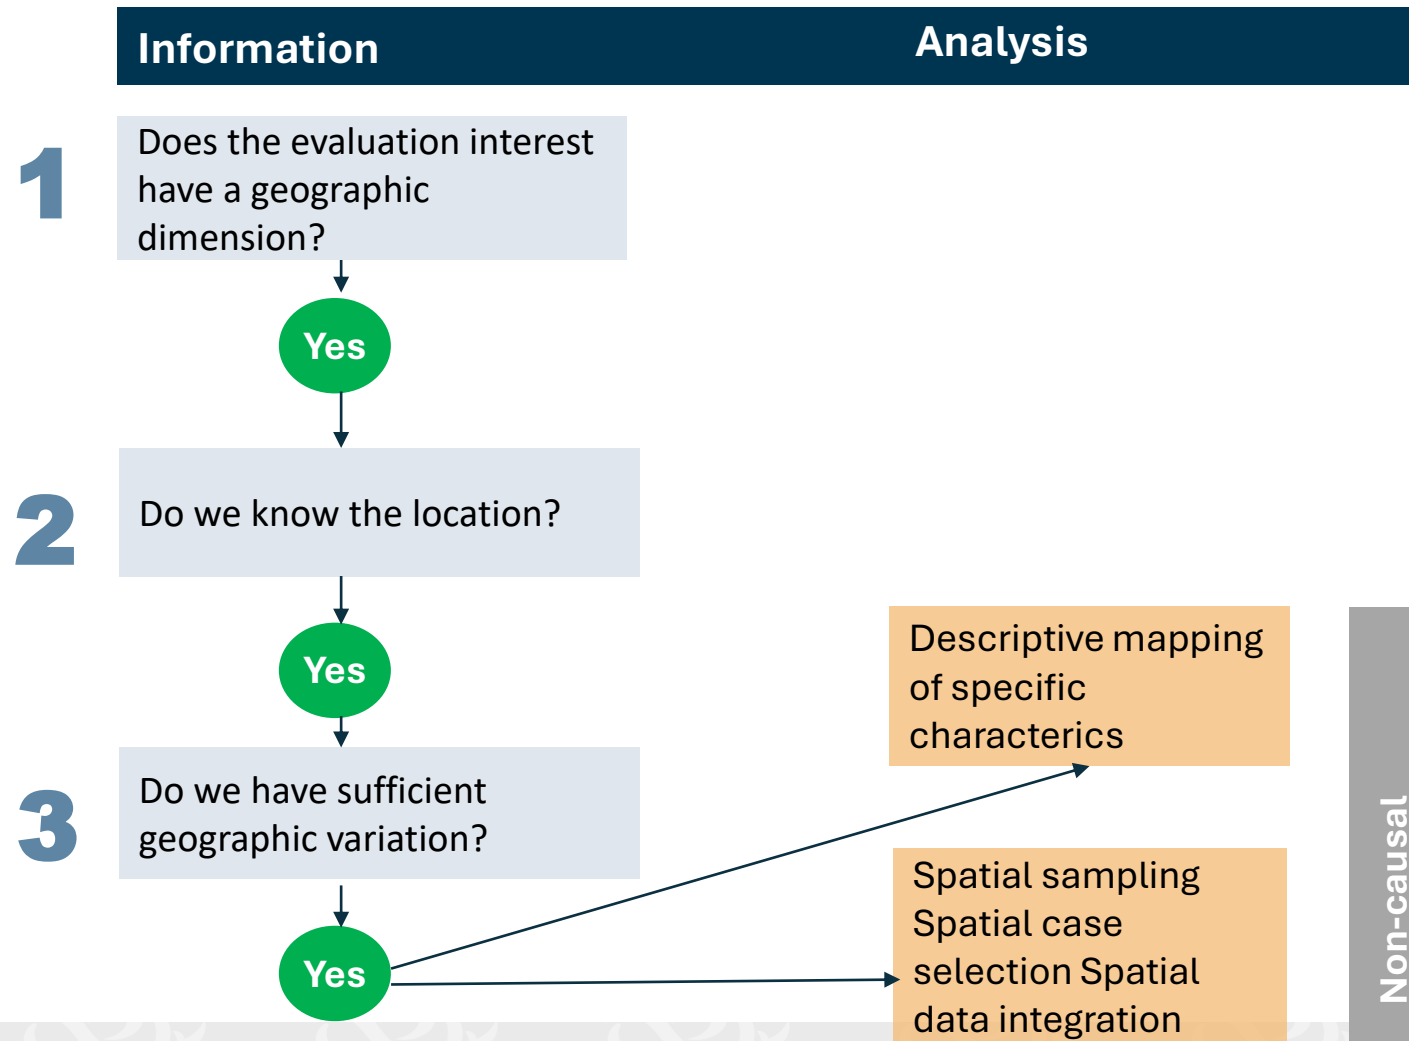 Information
Analysis
1
Does the evaluation interest
have a geographic
dimension?
Yes
2
Do we know the location?
Yes
Descriptive mapping
of specific
characterics
3
Do we have sufficient
geographic variation?
Yes
Spatial sampling
Spatial case
selection Spatial
data integration
Non-causal